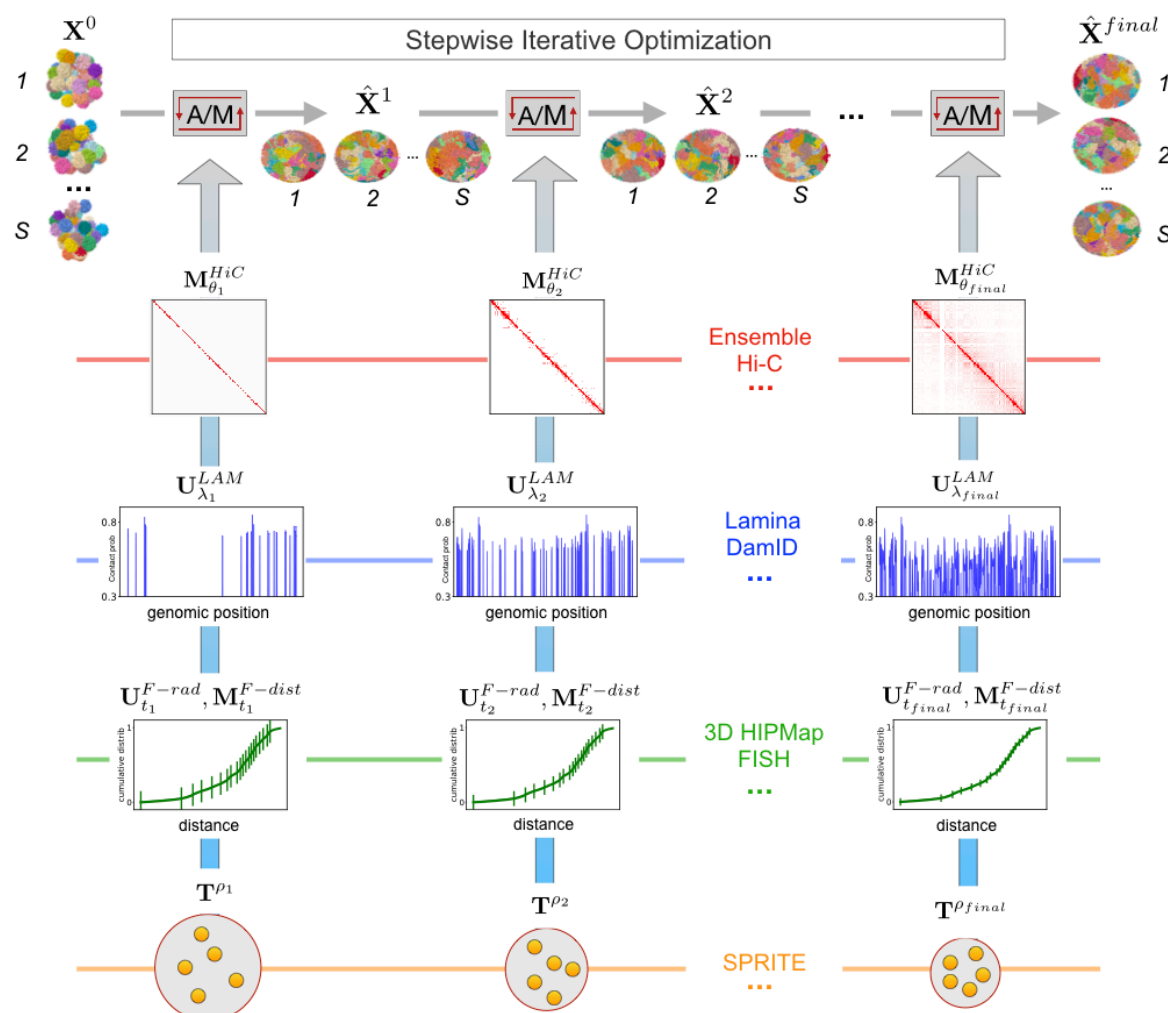 X^0
Stepwise Iterative Optimization
X̂^final
1
2
...
S
A/M
X̂^1
1
2
...
S
A/M
X̂^2
1
2
...
S
...
A/M
1
2
...
S
M^HiC_θ1
M^HiC_θ2
M^HiC_θfinal
Ensemble
Hi-C
...
U^LAM_λ1
U^LAM_λ2
U^LAM_λfinal
0.8
Contact prob
0.3
genomic position
0.8
Contact prob
0.3
genomic position
Lamina
DamID
...
0.8
Contact prob
0.3
genomic position
U^F-rad_t1, M^F-dist_t1
U^F-rad_t2, M^F-dist_t2
U^F-rad_tfinal, M^F-dist_tfinal
1
cumulative distrib
0
distance
1
cumulative distrib
0
distance
3D HIPMap
FISH
...
1
cumulative distrib
0
distance
T^ρ1
T^ρ2
T^ρfinal
SPRITE
...